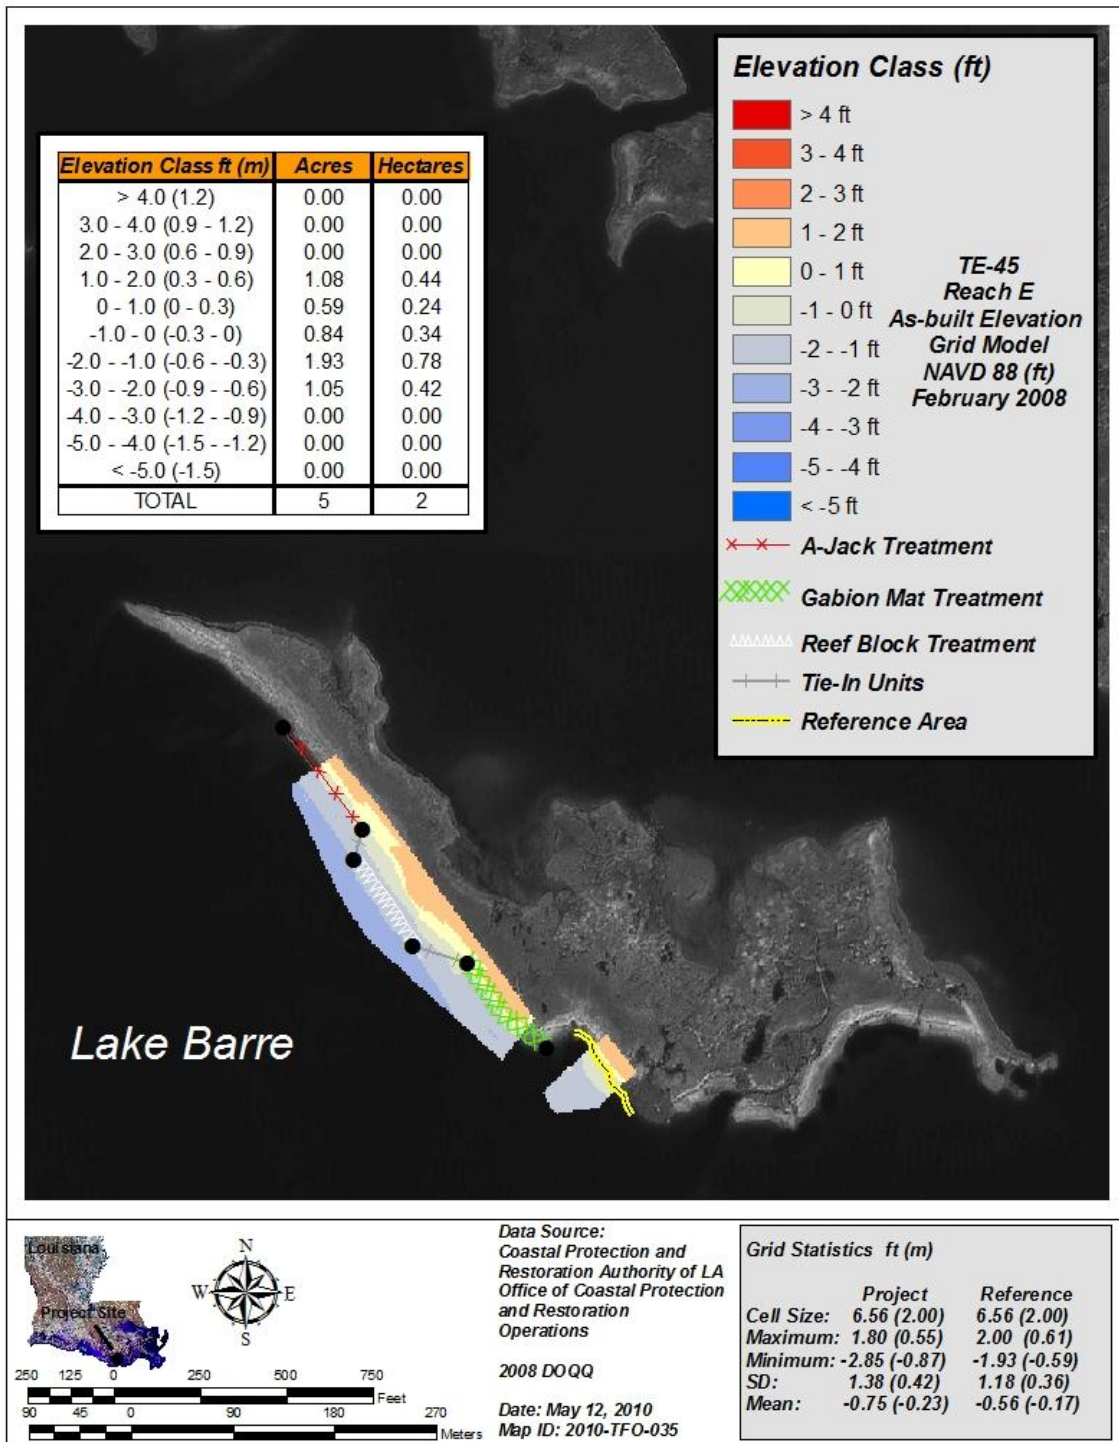 Elevation Class ft (m) Acres Hectares
> 4.0 (1.2) 0.00 0.00
3.0 - 4.0 (0.9 - 1.2) 0.00 0.00
2.0 - 3.0 (0.6 - 0.9) 0.00 0.00
1.0 - 2.0 (0.3 - 0.6) 1.08 0.44
0 - 1.0 (0 - 0.3) 0.59 0.24
-1.0 - 0 (-0.3 - 0) 0.84 0.34
-2.0 - -1.0 (-0.6 - -0.3) 1.93 0.78
-3.0 - -2.0 (-0.9 - -0.6) 1.05 0.42
-4.0 - -3.0 (-1.2 - -0.9) 0.00 0.00
-5.0 - -4.0 (-1.5 - -1.2) 0.00 0.00
< -5.0 (-1.5) 0.00 0.00
TOTAL 5 2
Elevation Class (ft)
> 4 ft
3 - 4 ft
2 - 3 ft
1 - 2 ft
0 - 1 ft
-1 - 0 ft
-2 - -1 ft
-3 - -2 ft
-4 - -3 ft
-5 - -4 ft
< -5 ft
TE-45
Reach E
As-built Elevation
Grid Model
NAVD 88 (ft)
February 2008
A-Jack Treatment
Gabion Mat Treatment
Reef Block Treatment
Tie-In Units
Reference Area
Lake Barre
Louisiana
Project Site
N
W E
S
250 125 0 250 500 750
Feet
90 45 0 90 180 270
Meters
Data Source:
Coastal Protection and
Restoration Authority of LA
Office of Coastal Protection
and Restoration
Operations
2008 DOQQ
Date: May 12, 2010
Map ID: 2010-TFO-035
Grid Statistics ft (m)
Project Reference
Cell Size: 6.56 (2.00) 6.56 (2.00)
Maximum: 1.80 (0.55) 2.00 (0.61)
Minimum: -2.85 (-0.87) -1.93 (-0.59)
SD: 1.38 (0.42) 1.18 (0.36)
Mean: -0.75 (-0.23) -0.56 (-0.17)